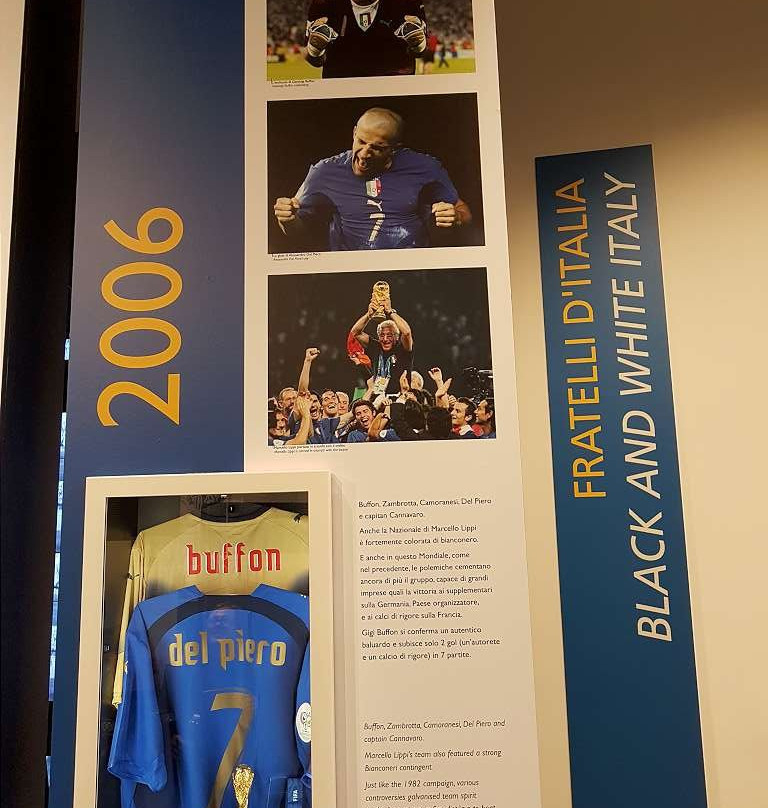 2006
7
Marcello Lippi
buffon
del piero
7
FIFA
Buffon, Zambrotta, Camoranesi, Del Piero
e capitan Cannavaro.
Anche la Nazionale di Marcello Lippi
è fortemente colorata di bianconero.
E anche in questo Mondiale, come
nel precedente, le polemiche cementano
ancora di più il gruppo, capace di grandi
imprese quali la vittoria ai supplementari
sulla Germania, Paese organizzatore,
e ai calci di rigore sulla Francia.
Gigi Buffon si conferma un autentico
baluardo e subisce solo 2 gol (un'autorete
e un calcio di rigore) in 7 partite.
Buffon, Zambrotta, Camoranesi, Del Piero and
captain Cannavaro.
Marcello Lippi's team also featured a strong
Bianconeri contingent.
Just like the 1982 campaign, various
controversies galvanised team spirit
FRATELLI D'ITALIA
BLACK AND WHITE ITALY